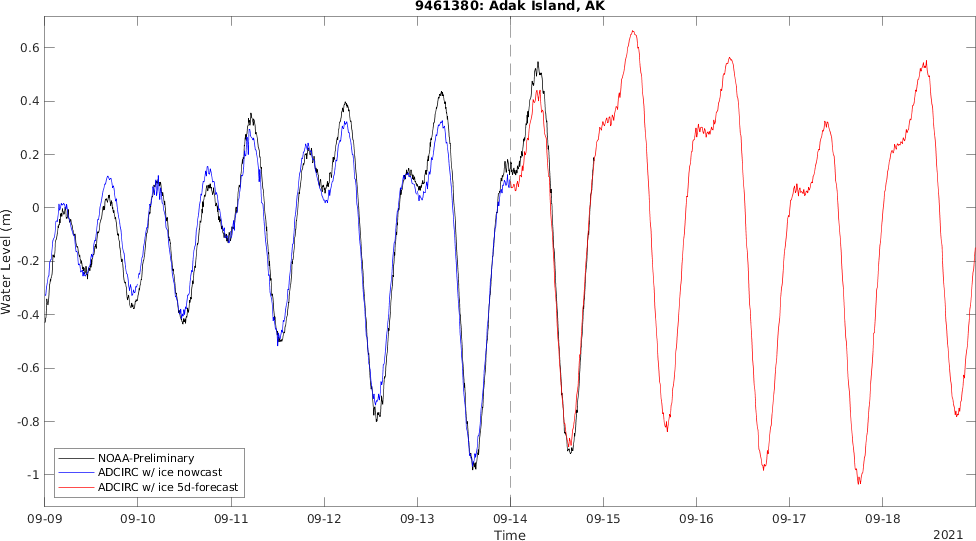 9461380: Adak Island, AK
0.6
0.4
0.2
0
-0.2
-0.4
-0.6
-0.8
-1
Water Level (m)
NOAA-Preliminary
ADCIRC w/ ice nowcast
ADCIRC w/ ice 5d-forecast
09-09 09-10 09-11 09-12 09-13 09-14 09-15 09-16 09-17 09-18
Time
2021